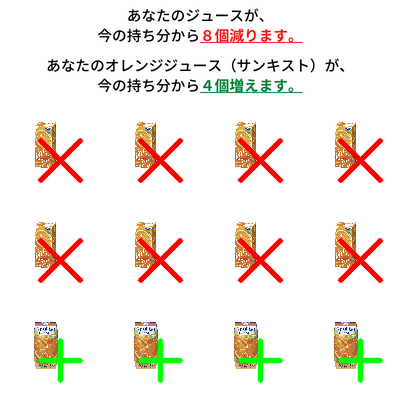 あなたのジュースが、
今の持ち分から８個減ります。
あなたのオレンジジュース（サンキスト）が、
今の持ち分から４個増えます。